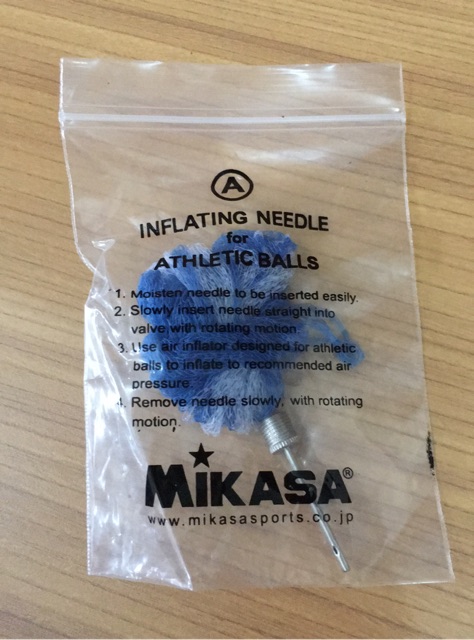 A
INFLATING NEEDLE
for
ATHLETIC BALLS
1. Moisten needle to be inserted easily.
2. Slowly insert needle straight into
valve with rotating motion.
3. Use air inflator designed for athletic
balls to inflate to recommended air
pressure.
4. Remove needle slowly, with rotating
motion.
MIKASA®
www.mikasasports.co.jp